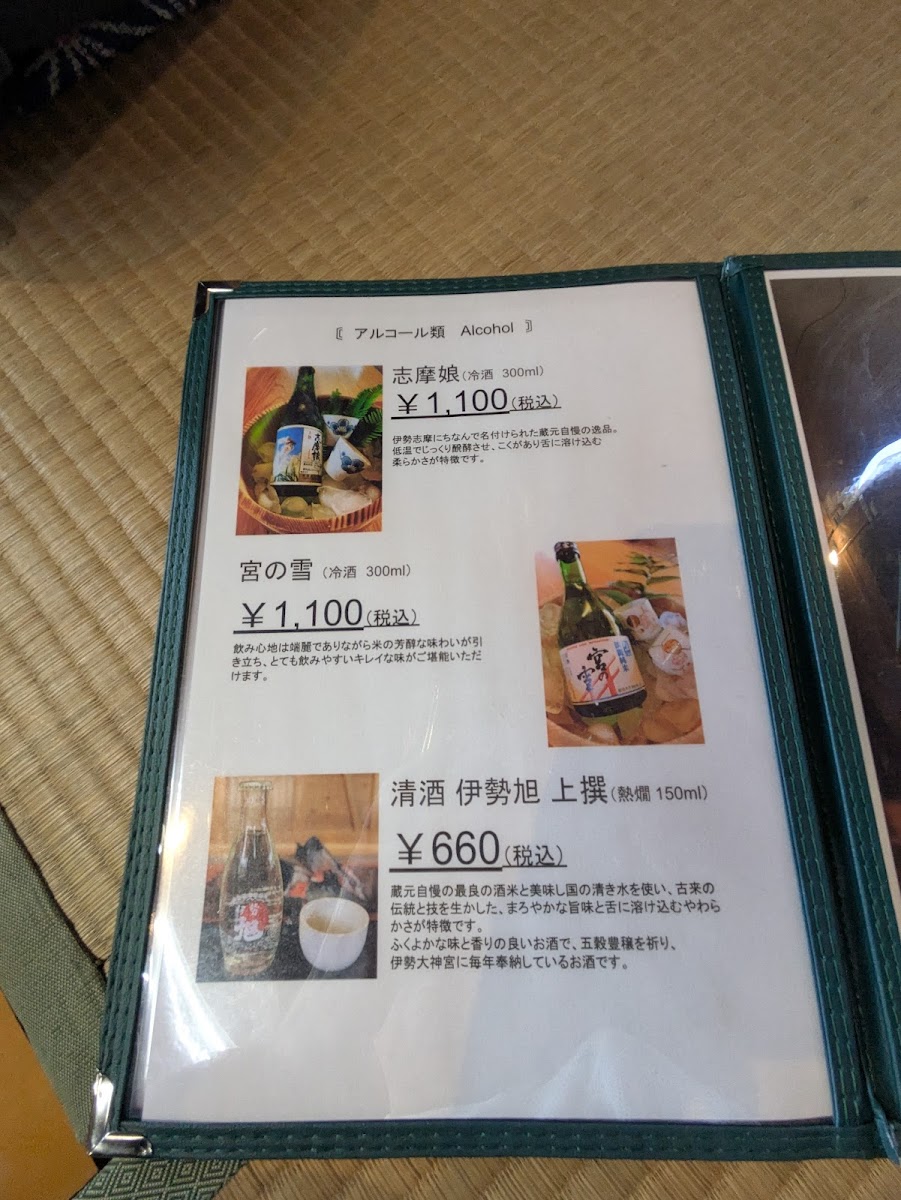 〖 アルコール類 Alcohol 〗
志摩娘(冷酒 300ml)
￥1,100(税込)
伊勢志摩にちなんで名付けられた蔵元自慢の逸品。
低温でじっくり醗酵させ、こくがあり舌に溶け込む
柔らかさが特徴です。
宮の雪 (冷酒 300ml)
￥1,100(税込)
飲み心地は端麗でありながら米の芳醇な味わいが引
き立ち、とても飲みやすいキレイな味がご堪能いただ
けます。
宮の雪
清酒 伊勢旭 上撰(熱燗 150ml)
￥660(税込)
蔵元自慢の最良の酒米と美味し国の清き水を使い、古来の
伝統と技を生かした、まろやかな旨味と舌に溶け込むやわら
かさが特徴です。
ふくよかな味と香りの良いお酒で、五穀豊穣を祈り、
伊勢大神宮に毎年奉納しているお酒です。
旭